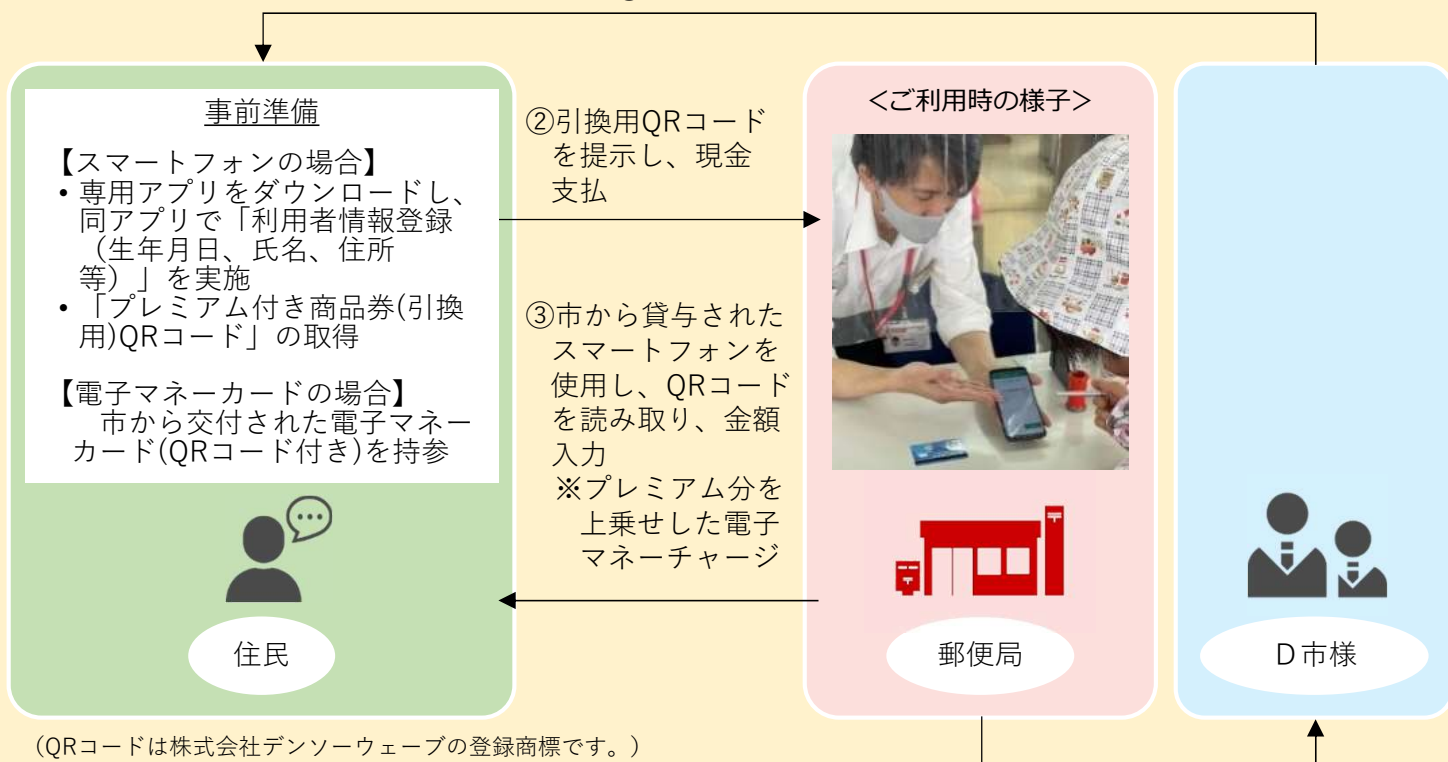 事前準備
【スマートフォンの場合】
• 専用アプリをダウンロードし、
同アプリで「利用者情報登録
（生年月日、氏名、住所
等）」を実施
• 「プレミアム付き商品券(引換
用)QRコード」の取得
【電子マネーカードの場合】
市から交付された電子マネー
カード(QRコード付き)を持参
住民
②引換用QRコード
を提示し、現金
支払
③市から貸与された
スマートフォンを
使用し、QRコード
を読み取り、金額
入力
※プレミアム分を
上乗せした電子
マネーチャージ
＜ご利用時の様子＞
郵便局
Ｄ市様
（QRコードは株式会社デンソーウェーブの登録商標です。）